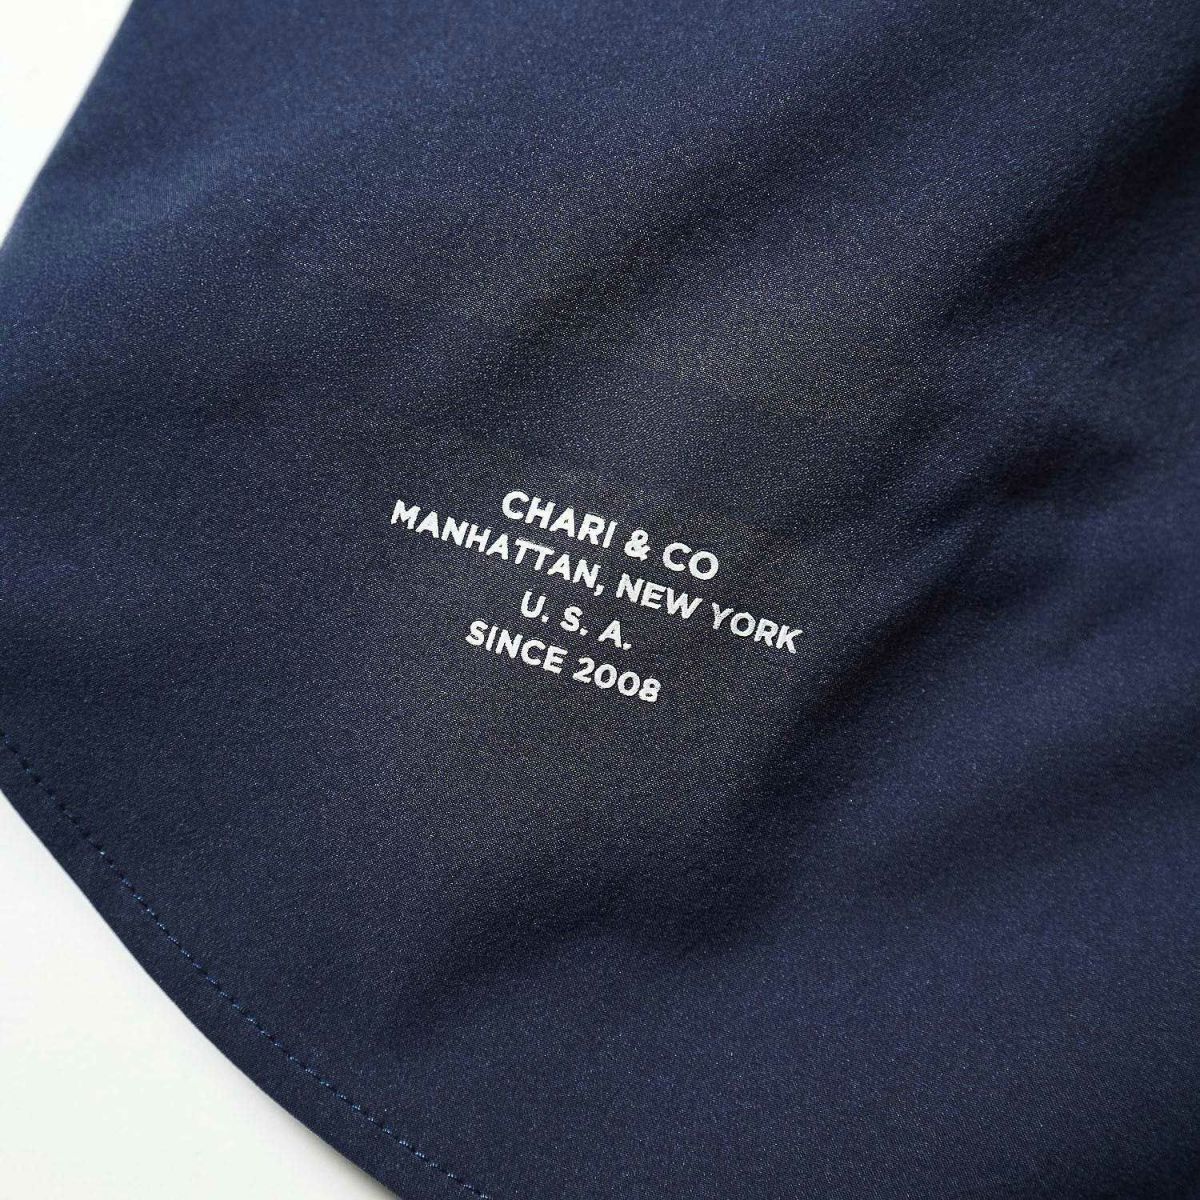 CHARI & CO
MANHATTAN, NEW YORK
U. S. A.
SINCE 2008